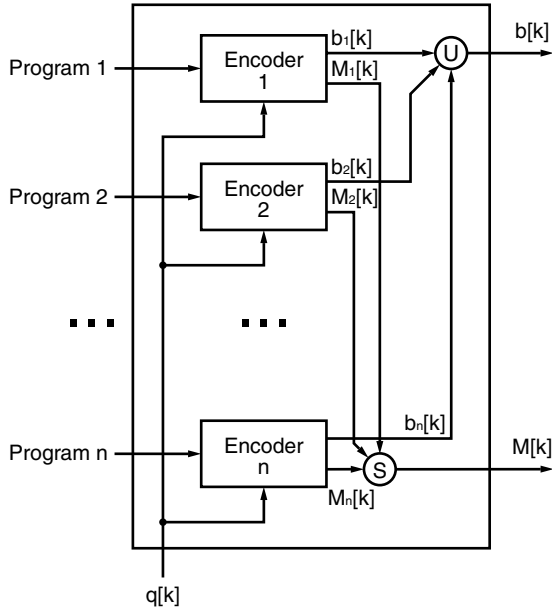 b₁[k]
b[k]
Program 1
Encoder
1
M₁[k]
U
b₂[k]
Program 2
Encoder
2
M₂[k]
bₙ[k]
Program n
Encoder
n
M[k]
S
Mₙ[k]
q[k]